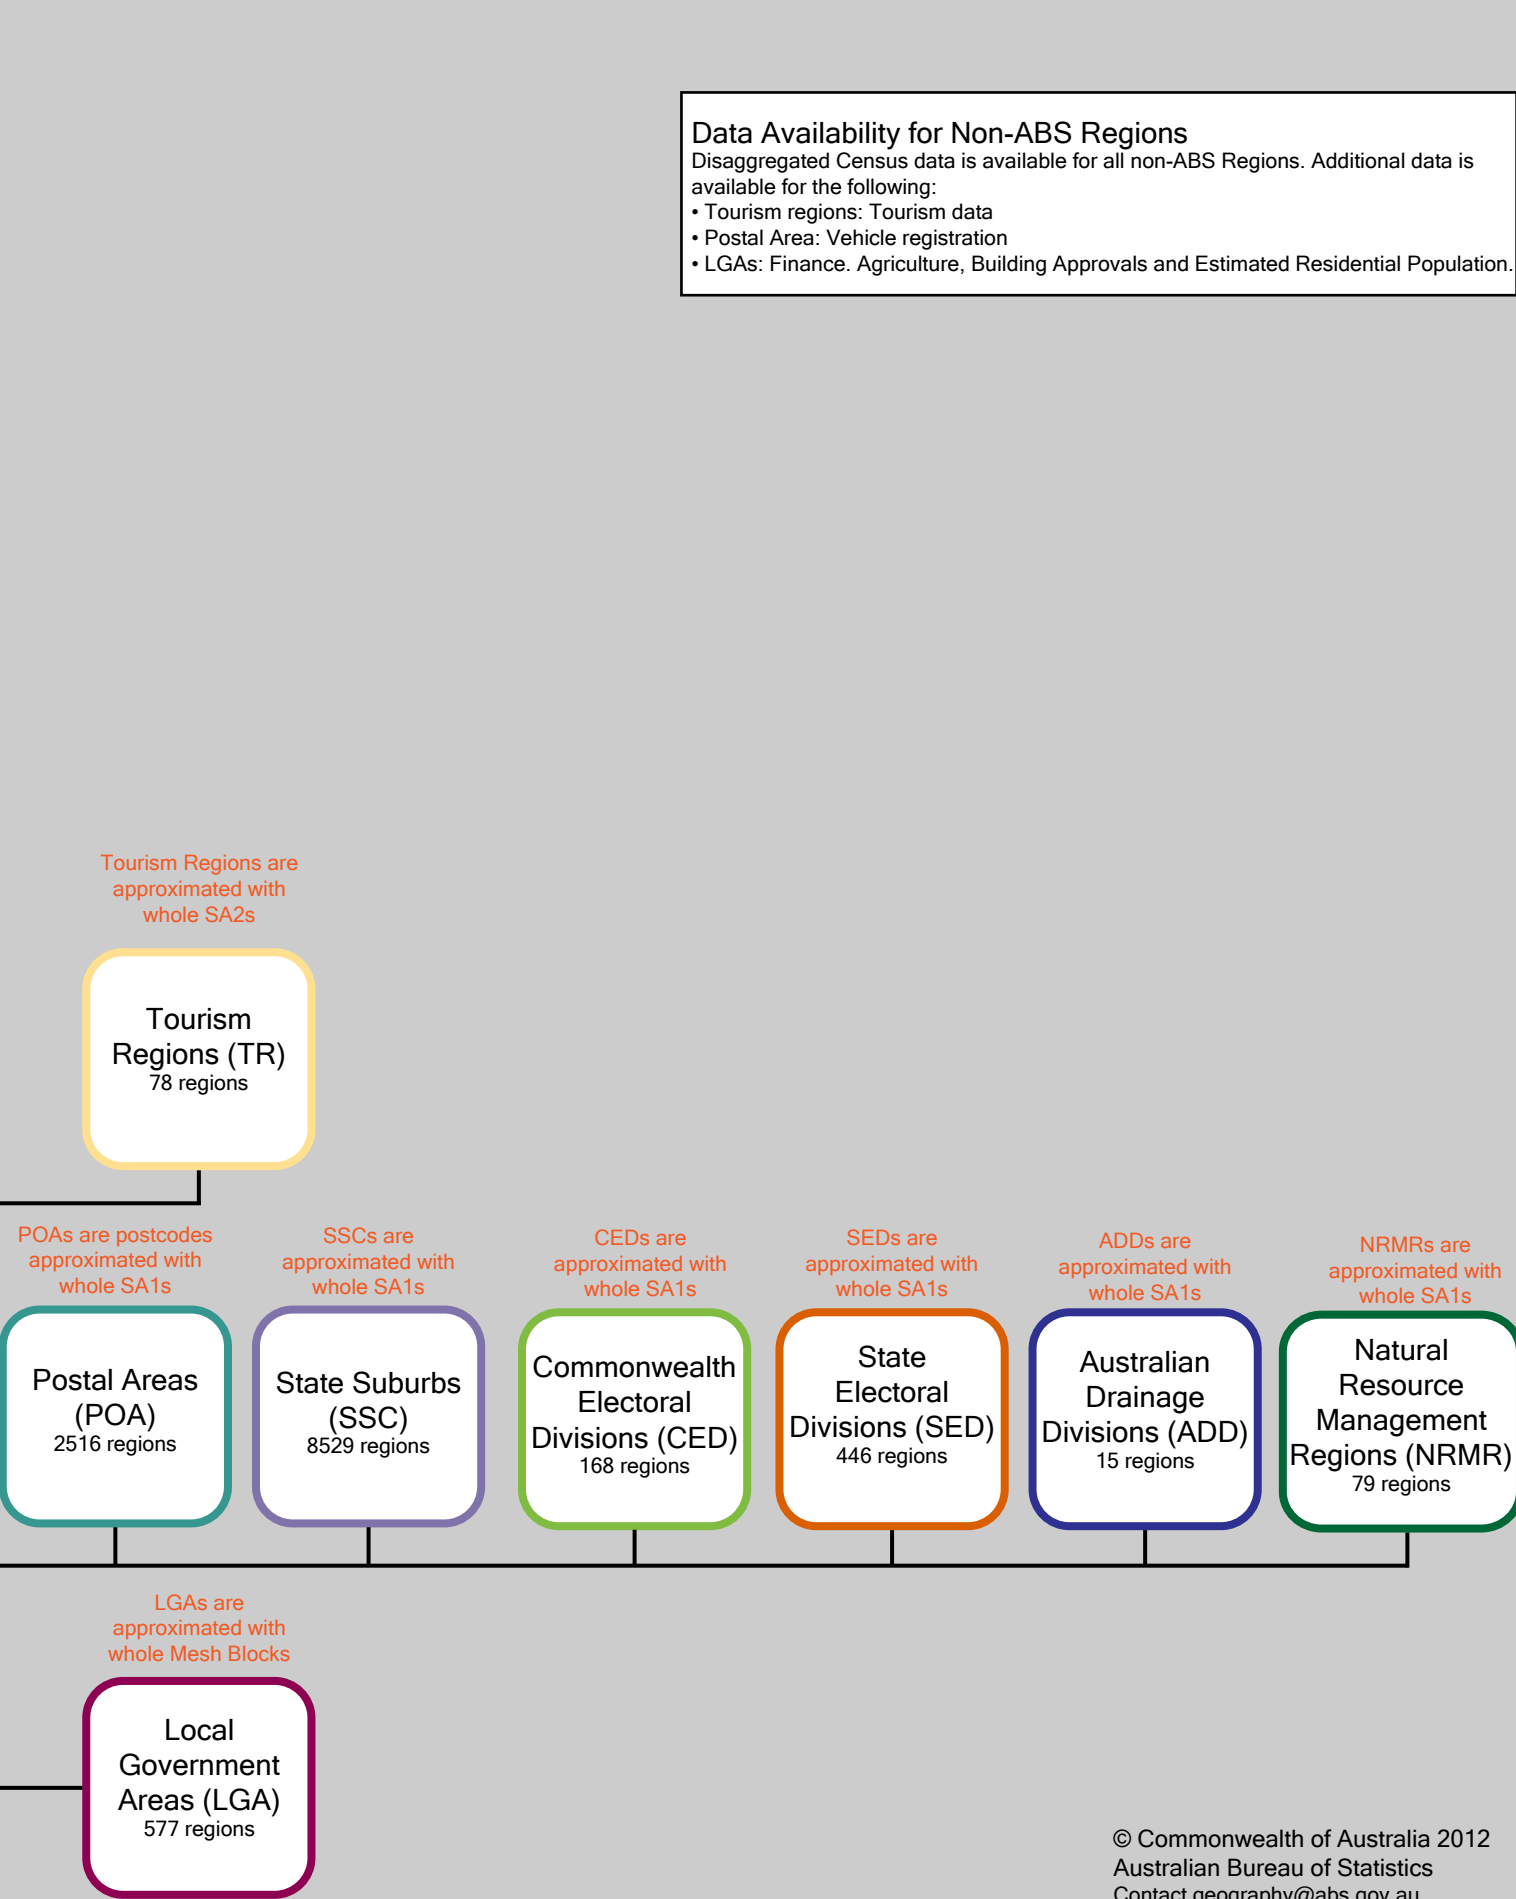 Data Availability for Non-ABS Regions
Disaggregated Census data is available for all non-ABS Regions. Additional data is
available for the following:
• Tourism regions: Tourism data
• Postal Area: Vehicle registration
• LGAs: Finance. Agriculture, Building Approvals and Estimated Residential Population.
Tourism Regions are
approximated with
whole SA2s
Tourism
Regions (TR)
78 regions
POAs are postcodes
approximated with
whole SA1s
Postal Areas
(POA)
2516 regions
SSCs are
approximated with
whole SA1s
State Suburbs
(SSC)
8529 regions
CEDs are
approximated with
whole SA1s
Commonwealth
Electoral
Divisions (CED)
168 regions
SEDs are
approximated with
whole SA1s
State
Electoral
Divisions (SED)
446 regions
ADDs are
approximated with
whole SA1s
Australian
Drainage
Divisions (ADD)
15 regions
NRMRs are
approximated with
whole SA1s
Natural
Resource
Management
Regions (NRMR)
79 regions
LGAs are
approximated with
whole Mesh Blocks
Local
Government
Areas (LGA)
577 regions
© Commonwealth of Australia 2012
Australian Bureau of Statistics
Contact geography@abs.gov.au